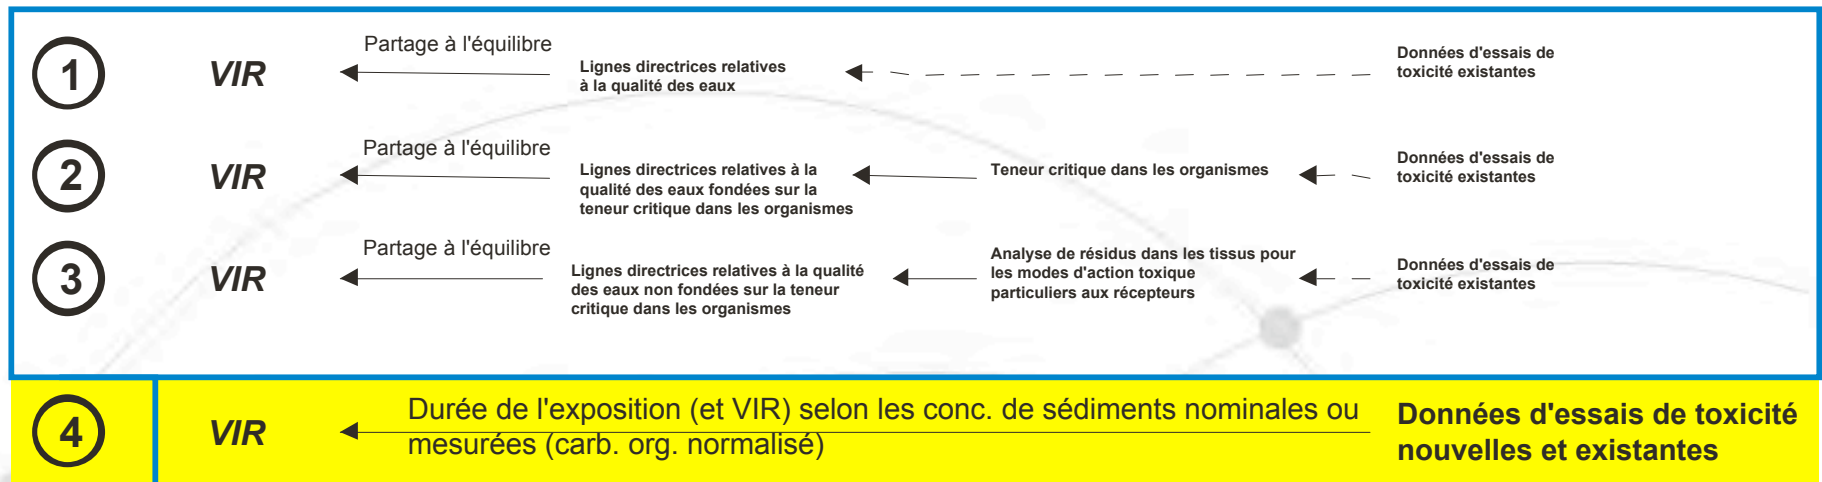 1
VIR
Partage à l'équilibre
Lignes directrices relatives
à la qualité des eaux
Données d'essais de
toxicité existantes
2
VIR
Partage à l'équilibre
Lignes directrices relatives à la
qualité des eaux fondées sur la
teneur critique dans les organismes
Teneur critique dans les organismes
Données d'essais de
toxicité existantes
3
VIR
Partage à l'équilibre
Lignes directrices relatives à la qualité
des eaux non fondées sur la teneur
critique dans les organismes
Analyse de résidus dans les tissus pour
les modes d'action toxique
particuliers aux récepteurs
Données d'essais de
toxicité existantes
4
VIR
Durée de l'exposition (et VIR) selon les conc. de sédiments nominales ou
mesurées (carb. org. normalisé)
Données d'essais de toxicité
nouvelles et existantes